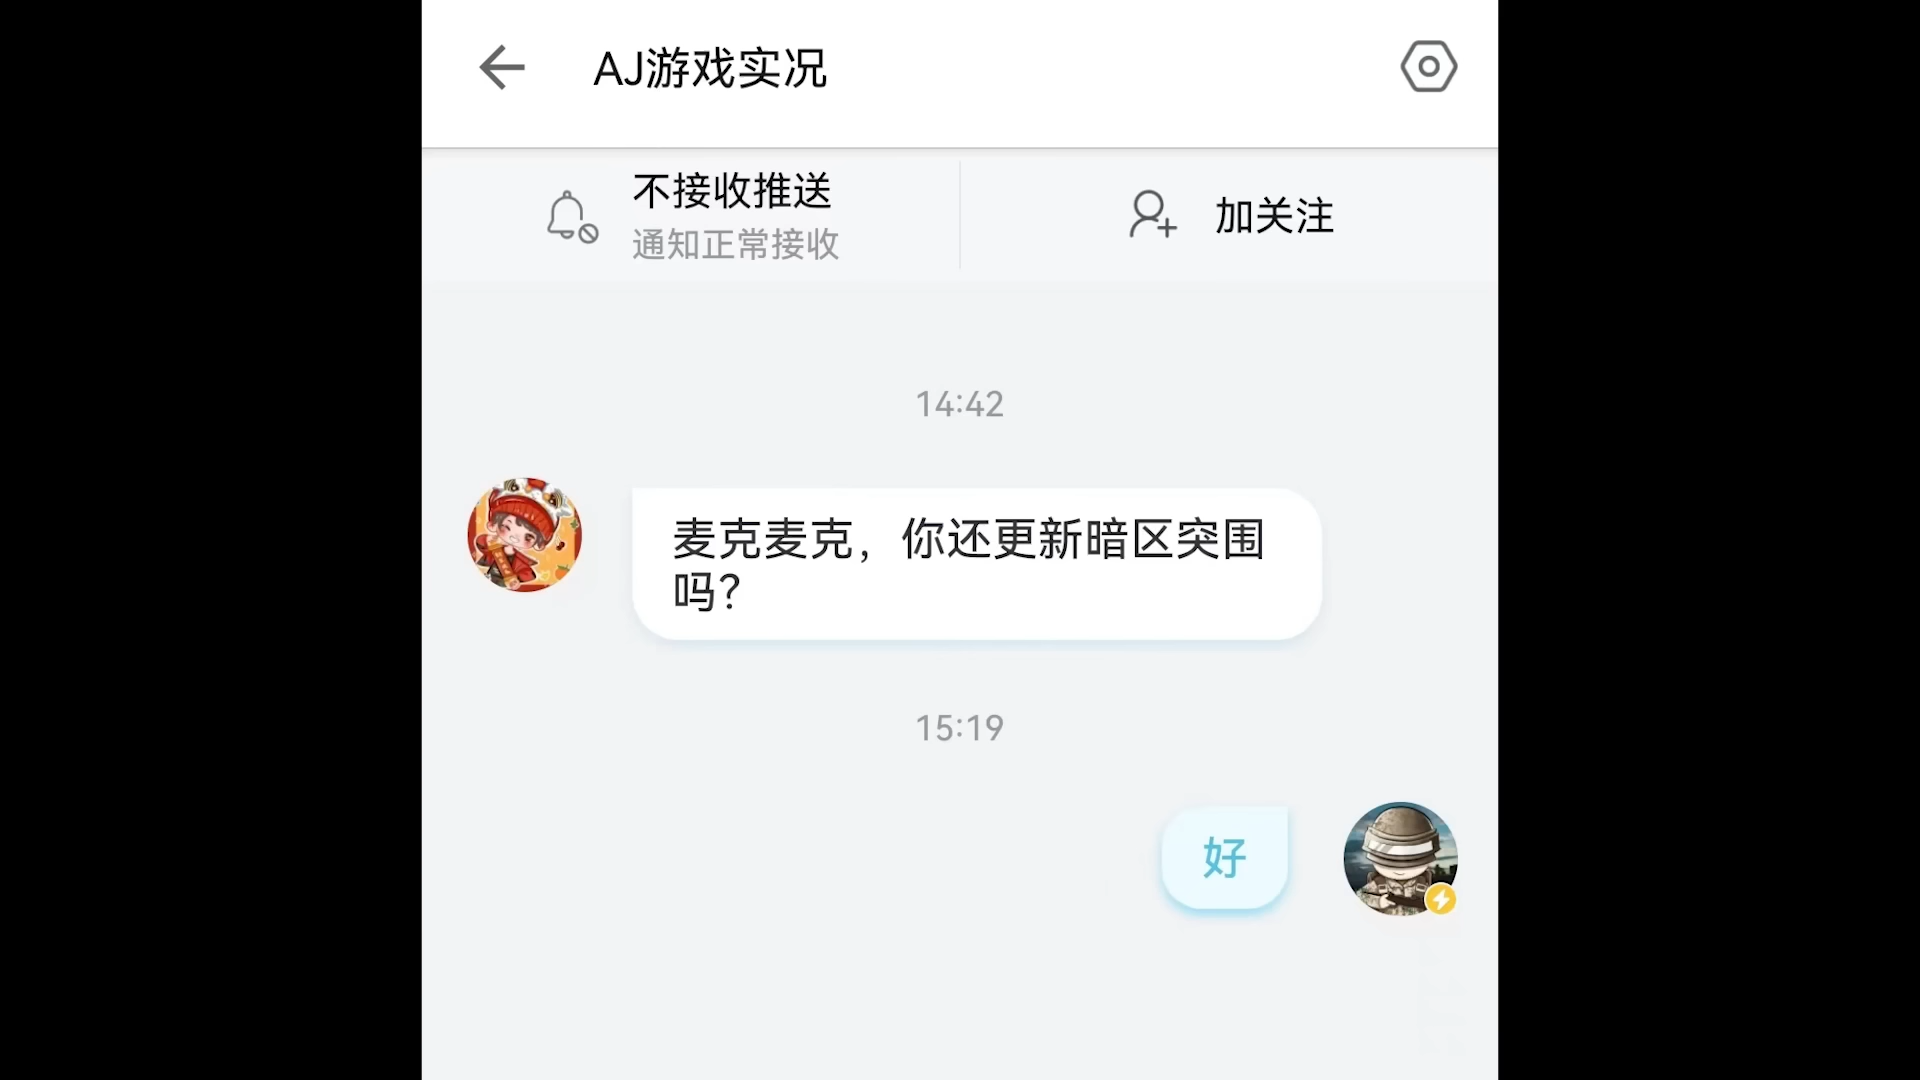 AJ游戏实况
不接收推送
通知正常接收
加关注
14:42
麦克麦克，你还更新暗区突围
吗？
15:19
好